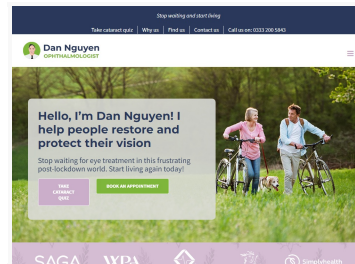 Stop waiting and start living
Take cataract quiz | Why us | Find us | Contact us | Call us on: 0333 200 5845
Dan Nguyen
OPHTHALMOLOGIST
Hello, I'm Dan Nguyen! I
help people restore and
protect their vision
Stop waiting for eye treatment in this frustrating
post-lockdown world. Start living again today!
TAKE
CATARACT
QUIZ
BOOK AN APPOINTMENT
SAGA WPA Simplyhealth